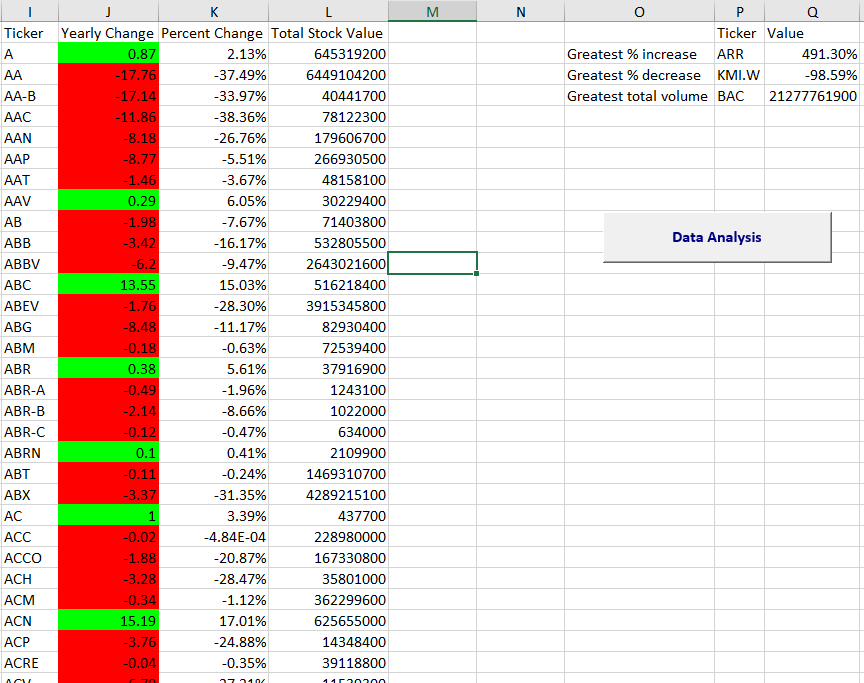 I J K L M N O P Q
Ticker Yearly Change Percent Change Total Stock Value Ticker Value
A 0.87 2.13% 645319200 Greatest % increase ARR 491.30%
AA -17.76 -37.49% 6449104200 Greatest % decrease KMI.W -98.59%
AA-B -17.14 -33.97% 40441700 Greatest total volume BAC 21277761900
AAC -11.86 -38.36% 78122300
AAN -8.18 -26.76% 179606700
AAP -8.77 -5.51% 266930500
AAT -1.46 -3.67% 48158100
AAV 0.29 6.05% 30229400
AB -1.98 -7.67% 71403800
Data Analysis
ABB -3.42 -16.17% 532805500
ABBV -6.2 -9.47% 2643021600
ABC 13.55 15.03% 516218400
ABEV -1.76 -28.30% 3915345800
ABG -8.48 -11.17% 82930400
ABM -0.18 -0.63% 72539400
ABR 0.38 5.61% 37916900
ABR-A -0.49 -1.96% 1243100
ABR-B -2.14 -8.66% 1022000
ABR-C -0.12 -0.47% 634000
ABRN 0.1 0.41% 2109900
ABT -0.11 -0.24% 1469310700
ABX -3.37 -31.35% 4289215100
AC 1 3.39% 437700
ACC -0.02 -4.84E-04 228980000
ACCO -1.88 -20.87% 167330800
ACH -3.28 -28.47% 35801000
ACM -0.34 -1.12% 362299600
ACN 15.19 17.01% 625655000
ACP -3.76 -24.88% 14348400
ACRE -0.04 -0.35% 39118800